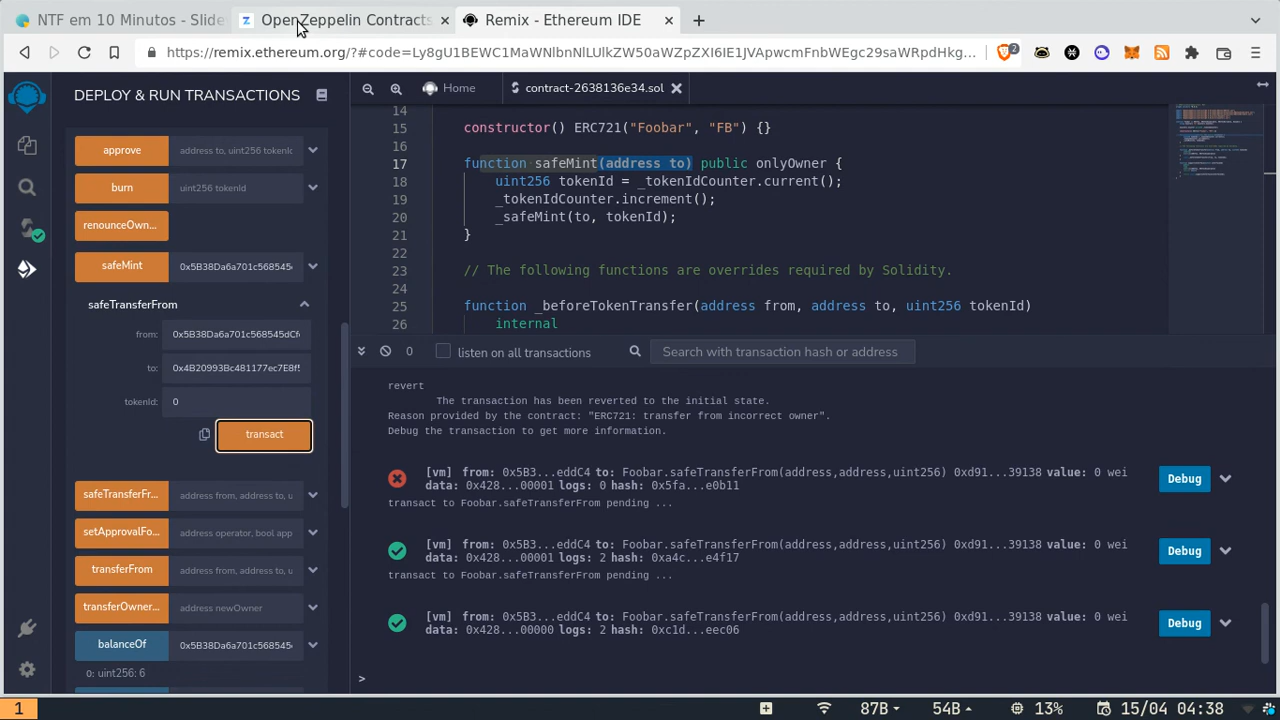 NTF em 10 Minutos - Slide
OpenZeppelin Contracts
Remix - Ethereum IDE
https://remix.ethereum.org/?#code=Ly8gU1BEWC1MaWNlbnNlLUlkZW50aWZpZXI6IE1JVApwcmFnbWEgc29saWRpdHkg...
2
DEPLOY & RUN TRANSACTIONS
Home
contract-2638136e34.sol
approve
address to, uint256 tokenId
burn
uint256 tokenId
renounceOwn...
safeMint
0x5B38Da6a701c568545
safeTransferFrom
from:
0x5B38Da6a701c568545dCf
to:
0x4B20993Bc481177ec7E8f5
tokenId:
0
transact
safeTransferFr...
address from, address to, u
setApprovalFo...
address operator, bool app
transferFrom
address from, address to, u
transferOwner...
address newOwner
balanceOf
0x5B38Da6a701c568545
0: uint256: 6
14
15 constructor() ERC721("Foobar", "FB") {}
16
17 function safeMint(address to) public onlyOwner {
18 uint256 tokenId = _tokenIdCounter.current();
19 _tokenIdCounter.increment();
20 _safeMint(to, tokenId);
21 }
22
23 // The following functions are overrides required by Solidity.
24
25 function _beforeTokenTransfer(address from, address to, uint256 tokenId)
26 internal
0
listen on all transactions
Search with transaction hash or address
revert
The transaction has been reverted to the initial state.
Reason provided by the contract: "ERC721: transfer from incorrect owner".
Debug the transaction to get more information.
[vm] from: 0x5B3...eddC4 to: Foobar.safeTransferFrom(address,address,uint256) 0xd91...39138 value: 0 wei
data: 0x428...00001 logs: 0 hash: 0x5fa...e0b11
Debug
transact to Foobar.safeTransferFrom pending ...
[vm] from: 0x5B3...eddC4 to: Foobar.safeTransferFrom(address,address,uint256) 0xd91...39138 value: 0 wei
data: 0x428...00001 logs: 2 hash: 0xa4c...e4f17
Debug
transact to Foobar.safeTransferFrom pending ...
[vm] from: 0x5B3...eddC4 to: Foobar.safeTransferFrom(address,address,uint256) 0xd91...39138 value: 0 wei
data: 0x428...00000 logs: 2 hash: 0xc1d...eec06
Debug
>
1
87B
54B
13%
15/04 04:38